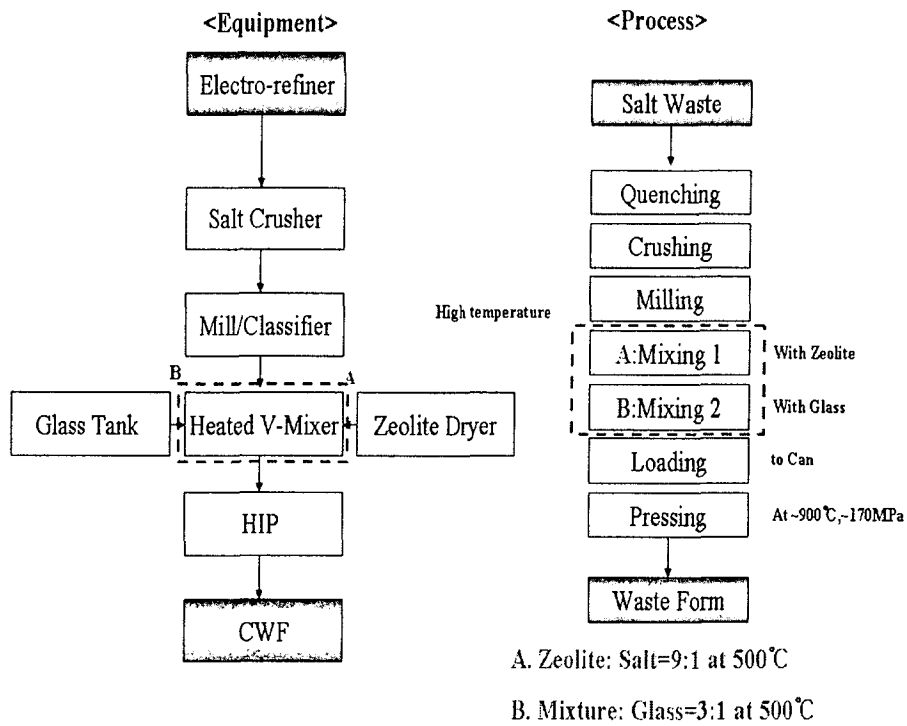 <Equipment>
Electro-refiner
Salt Crusher
Mill/Classifier
B
A
Glass Tank
Heated V-Mixer
Zeolite Dryer
HIP
CWF
<Process>
Salt Waste
Quenching
Crushing
Milling
High temperature
A:Mixing 1
With Zeolite
B:Mixing 2
With Glass
Loading
to Can
Pressing
At ~900℃,~170MPa
Waste Form
A. Zeolite: Salt=9:1 at 500℃
B. Mixture: Glass=3:1 at 500℃